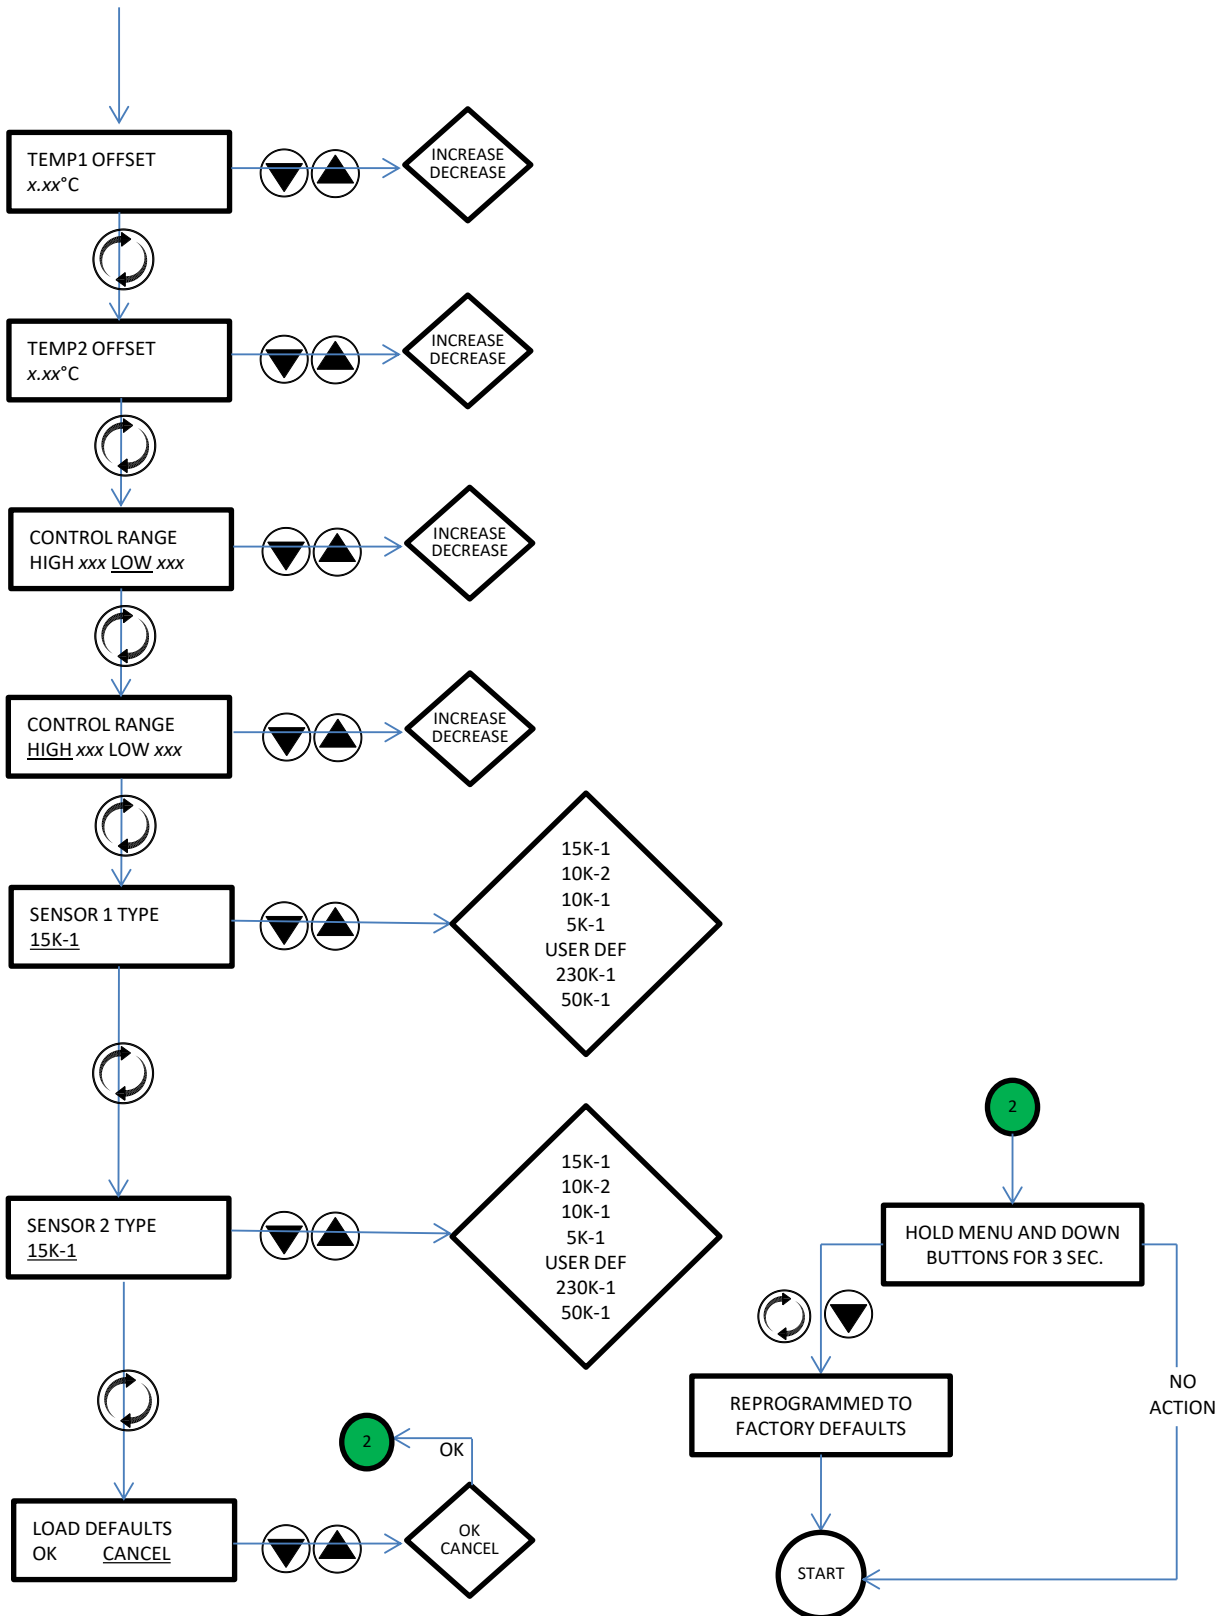 TEMP1 OFFSET
x.xx°C
INCREASE
DECREASE
TEMP2 OFFSET
x.xx°C
INCREASE
DECREASE
CONTROL RANGE
HIGH xxx LOW xxx
INCREASE
DECREASE
CONTROL RANGE
HIGH xxx LOW xxx
INCREASE
DECREASE
SENSOR 1 TYPE
15K-1
15K-1
10K-2
10K-1
5K-1
USER DEF
230K-1
50K-1
SENSOR 2 TYPE
15K-1
15K-1
10K-2
10K-1
5K-1
USER DEF
230K-1
50K-1
LOAD DEFAULTS
OK CANCEL
OK
CANCEL
OK
2
2
HOLD MENU AND DOWN
BUTTONS FOR 3 SEC.
REPROGRAMMED TO
FACTORY DEFAULTS
NO
ACTION
START